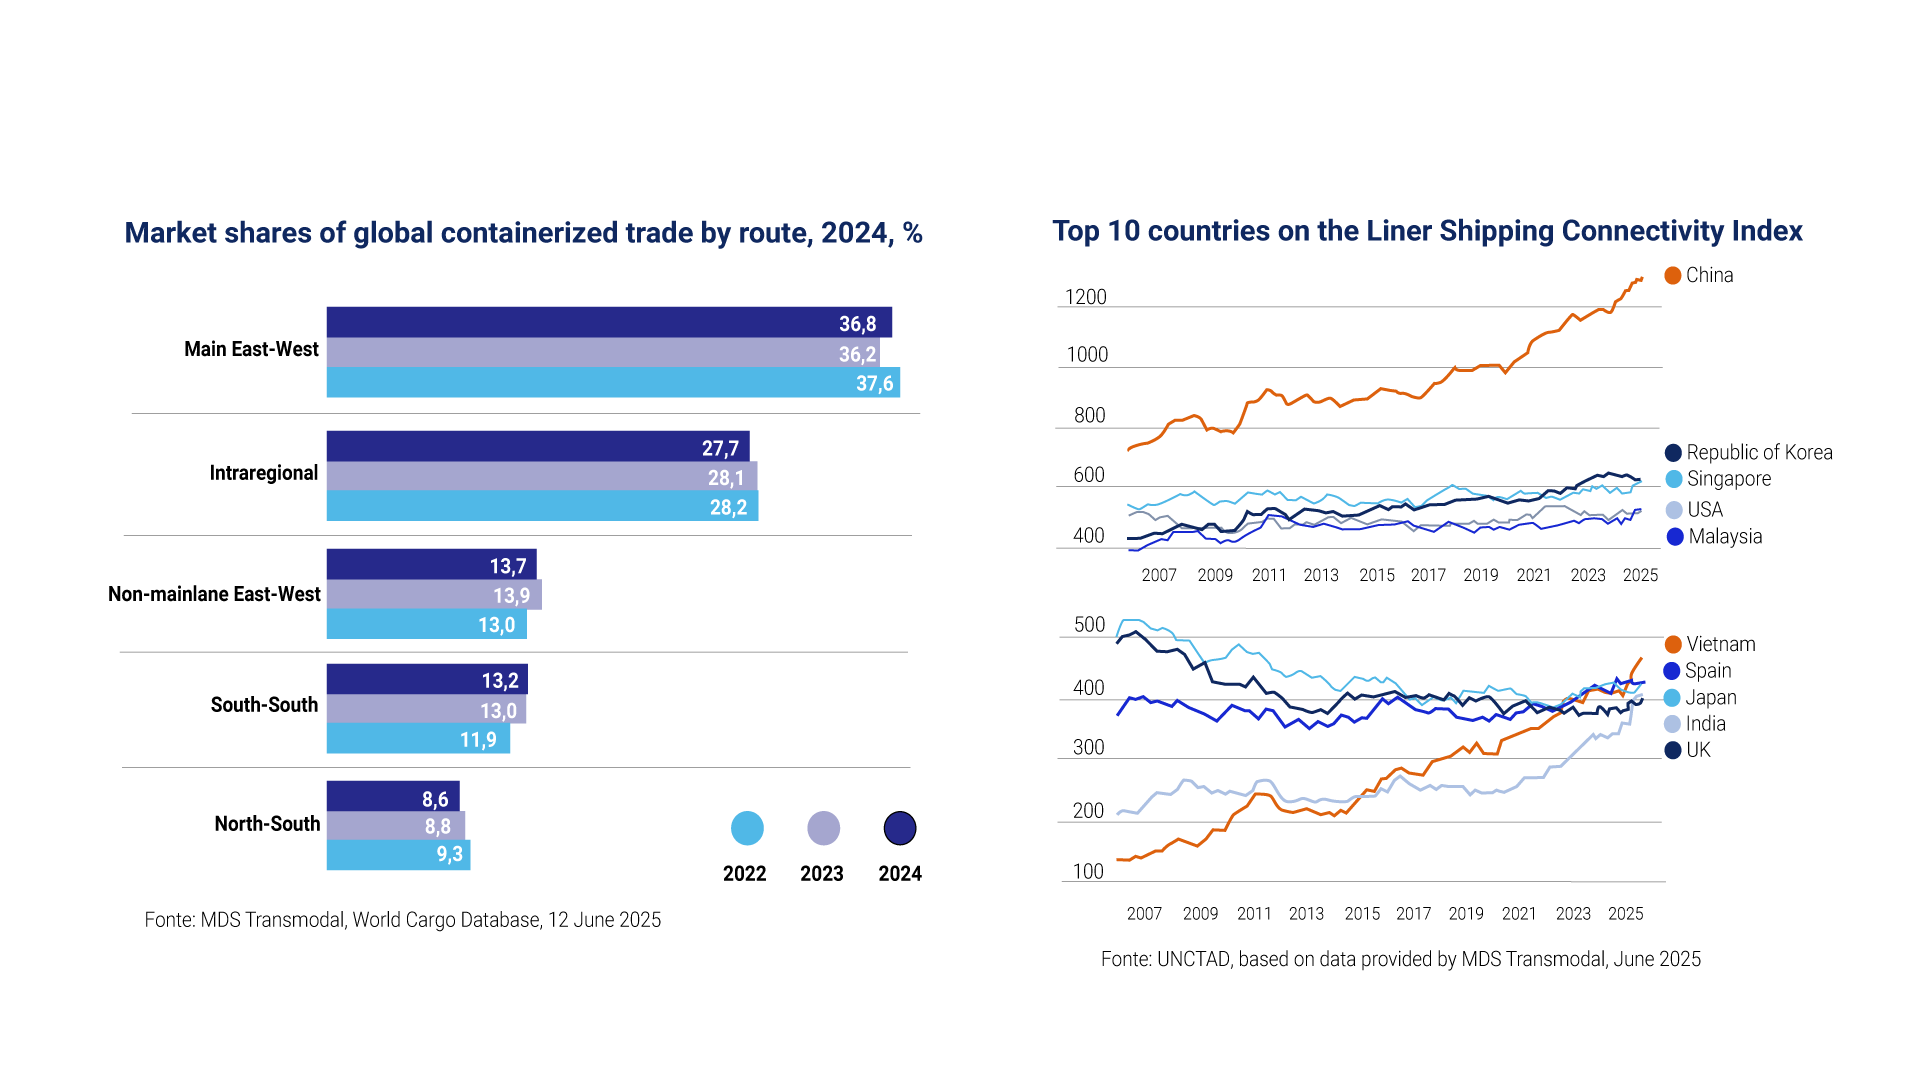 Market shares of global containerized trade by route, 2024, %
Main East-West
36,8
36,2
37,6
Intraregional
27,7
28,1
28,2
Non-mainlane East-West
13,7
13,9
13,0
South-South
13,2
13,0
11,9
North-South
8,6
8,8
9,3
2022 2023 2024
Fonte: MDS Transmodal, World Cargo Database, 12 June 2025
Top 10 countries on the Liner Shipping Connectivity Index
1200
1000
800
600
400
2007 2009 2011 2013 2015 2017 2019 2021 2023 2025
China
Republic of Korea
Singapore
USA
Malaysia
500
400
300
200
100
2007 2009 2011 2013 2015 2017 2019 2021 2023 2025
Vietnam
Spain
Japan
India
UK
Fonte: UNCTAD, based on data provided by MDS Transmodal, June 2025